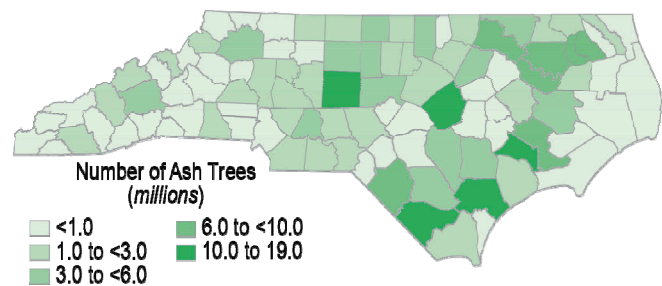 Number of Ash Trees
(millions)
<1.0
1.0 to <3.0
3.0 to <6.0
6.0 to <10.0
10.0 to 19.0